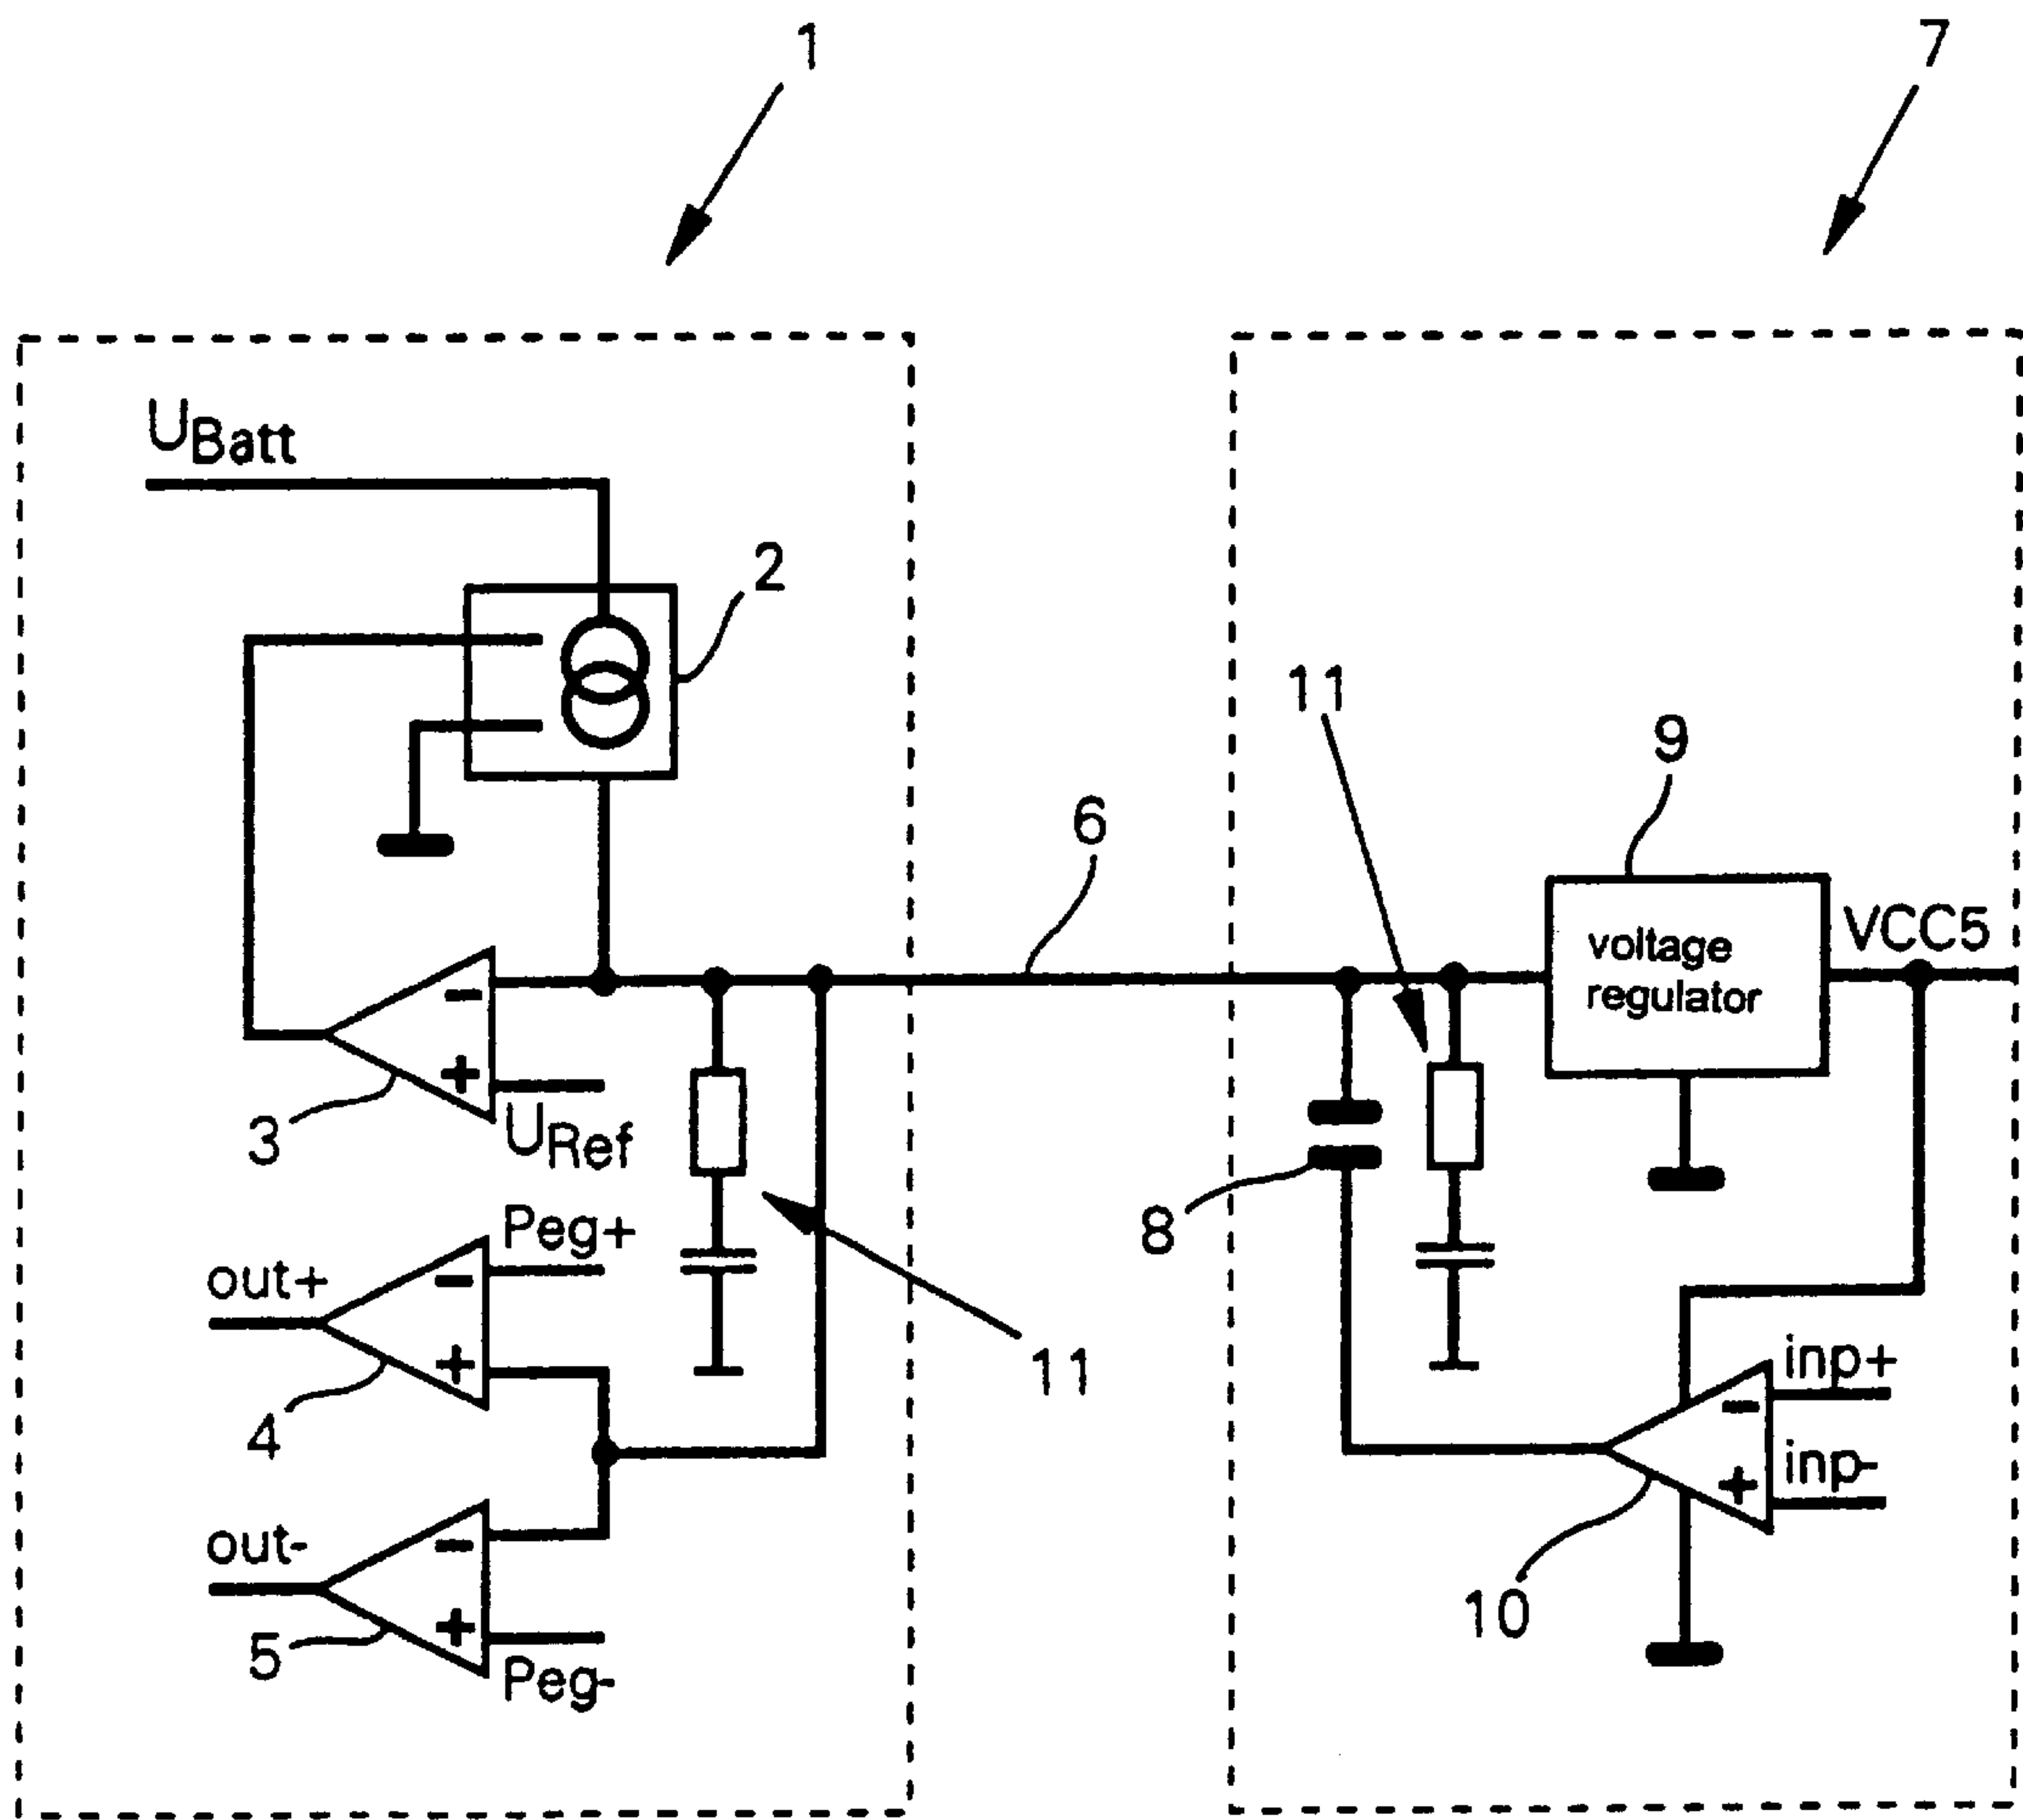 1
7
UBatt
2
11
9
6
VCC5
voltage
regulator
-
+
3
URef
8
Peg+
out+
-
+
4
11
inp+
-
inp-
+
out-
-
+
5
Peg-
10